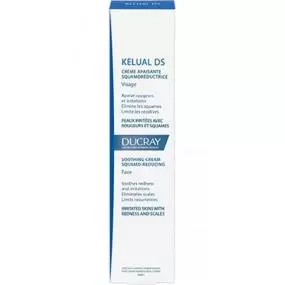 KELUAL DS
CRÈME APAISANTE
SQUAMORÉDUCTRICE
Visage
Apaise rougeurs
et irritations
Élimine les squames
Limite les récidives
PEAUX IRRITÉES AVEC
ROUGEURS ET SQUAMES
DUCRAY
SOOTHING CREAM
SQUAMO-REDUCING
Face
Soothes redness
and irritations
Eliminates scales
Limits recurrences
IRRITATED SKINS WITH
REDNESS AND SCALES